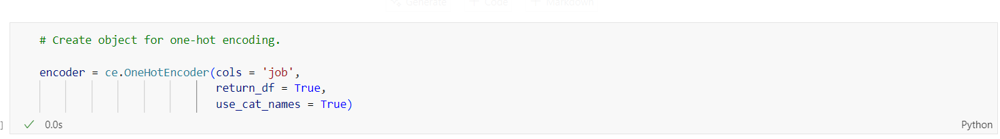 Generate + Code + Markdown
# Create object for one-hot encoding.
encoder = ce.OneHotEncoder(cols = 'job',
return_df = True,
use_cat_names = True)
] ✓ 0.0s Python